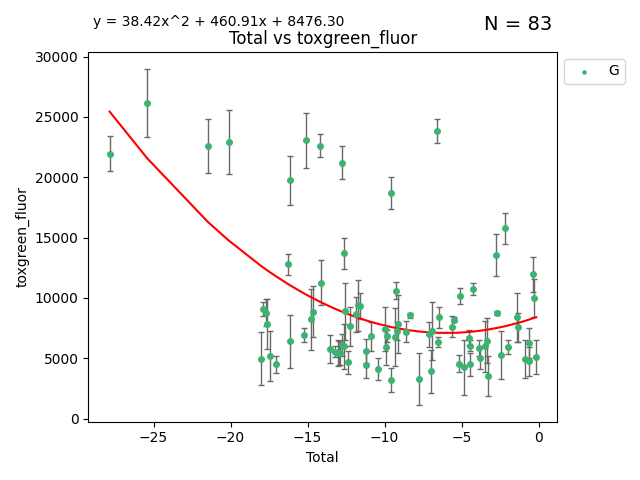 y = 38.42x^2 + 460.91x + 8476.30
N = 83
Total vs toxgreen_fluor
G
30000
25000
20000
15000
10000
5000
0
toxgreen_fluor
−25 −20 −15 −10 −5 0
Total